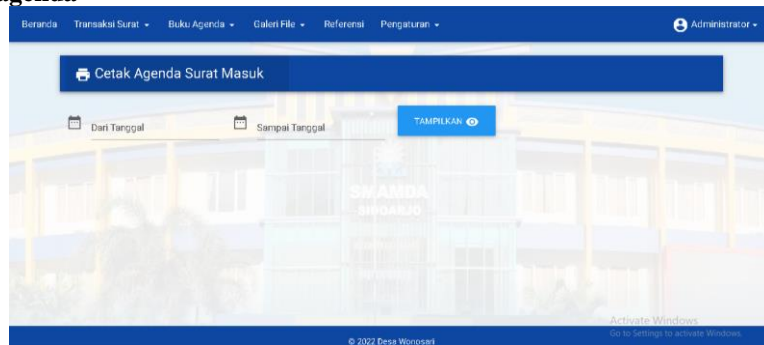 agenda
Beranda Transaksi Surat Buku Agenda Galeri File Referensi Pengaturan Administrator
Cetak Agenda Surat Masuk
Dari Tanggal Sampai Tanggal TAMPILKAN
SMAMDA
SIDOARJO
Activate Windows
Go to Settings to activate Windows.
© 2022 Desa Wonosari